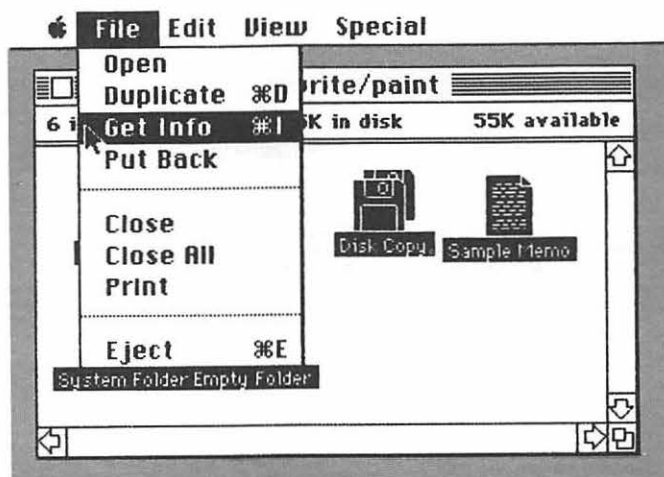 File Edit View Special
Open
Duplicate ⌘D
rite/paint
Get Info ⌘I
6 i
K in disk
55K available
Put Back
Close
Close All
Print
Disk Copy
Sample Memo
Eject ⌘E
System Folder Empty Folder